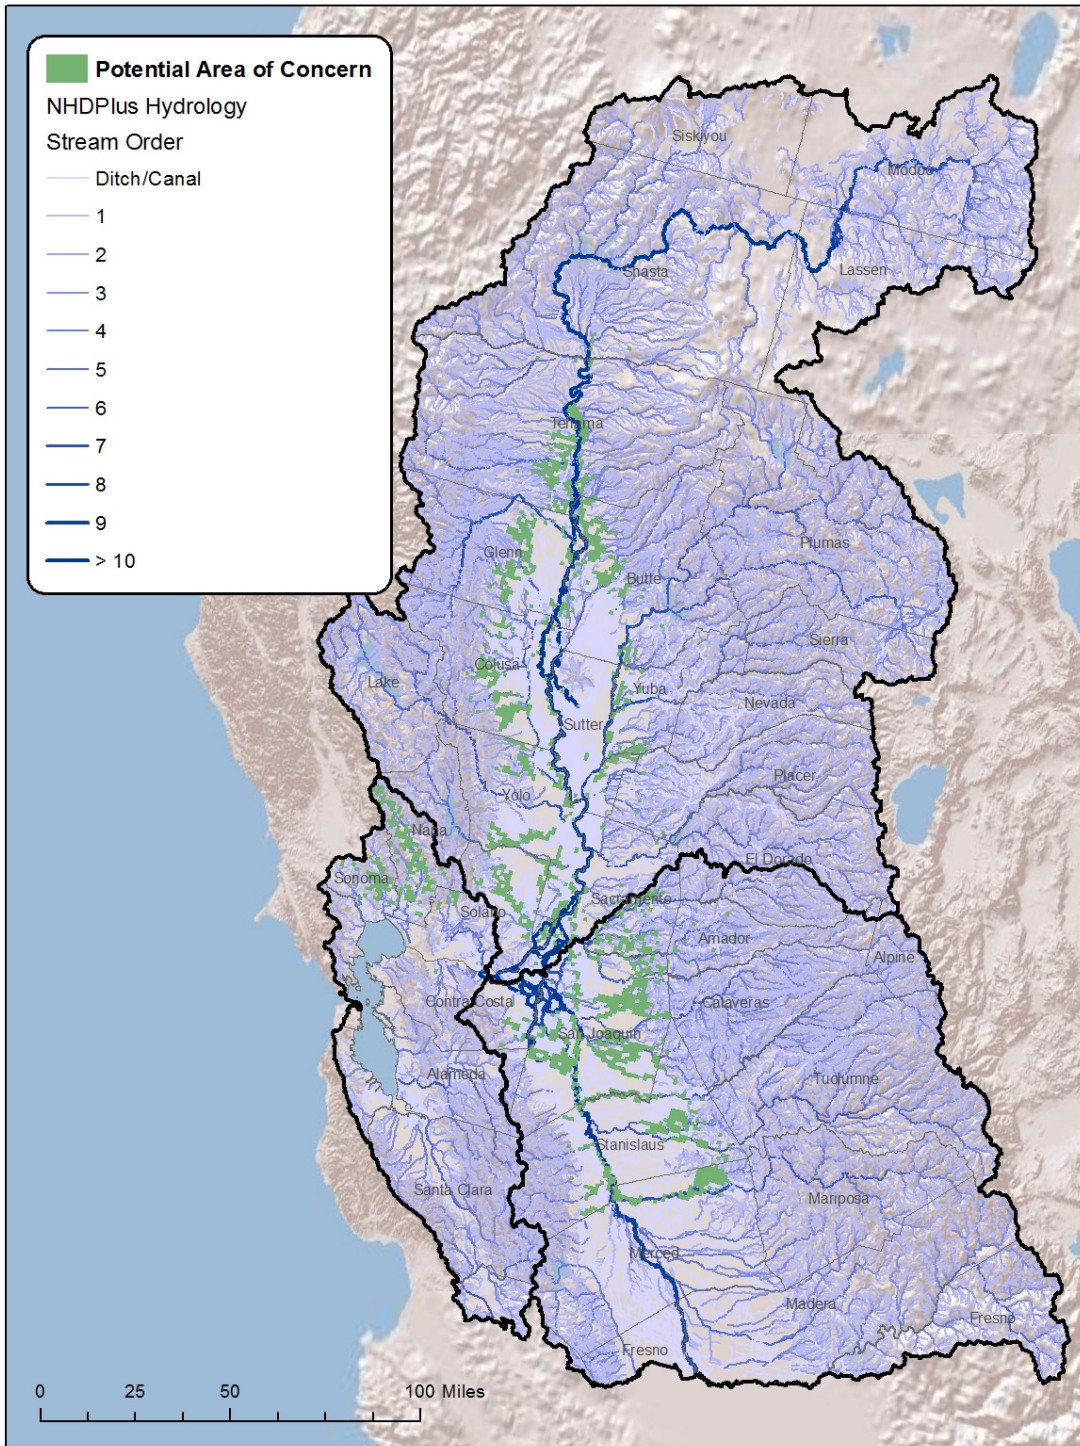 Potential Area of Concern
NHDPlus Hydrology
Stream Order
Ditch/Canal
1
2
3
4
5
6
7
8
9
> 10
Siskiyou
Modoc
Shasta
Lassen
Tehama
Plumas
Glenn
Butte
Sierra
Colusa
Lake
Yuba
Nevada
Sutter
Placer
Yolo
Napa
El Dorado
Sonoma
Solano
Sacramento
Amador
Alpine
Contra Costa
Calaveras
San Joaquin
Alameda
Tuolumne
Stanislaus
Santa Clara
Mariposa
Merced
Madera
Fresno
Fresno
0 25 50 100 Miles